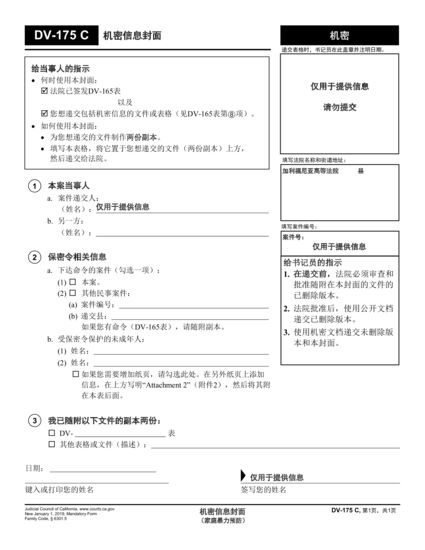 DV-175 C 机密信息封面
机密
递交表格时，书记员在此盖章并注明日期。
给当事人的指示
• 何时使用本封面：
☑ 法院已签发DV-165表
以及
☑ 您想递交包括机密信息的文件或表格（见DV-165表第⑧项）。
• 如何使用本封面：
• 为您想递交的文件制作两份副本。
• 填写本表格，将它置于您想递交的文件（两份副本）上方，
然后递交给法院。
仅用于提供信息
请勿提交
填写法院名称和街道地址：
加利福尼亚高等法院 县
填写案件编号：
案件号：
仅用于提供信息
给书记员的指示
1. 在递交前，法院必须审查和
批准随附在本封面的文件的
已删除版本。
2. 法院批准后，使用公开文档
递交已删除版本。
3. 使用机密文档递交未删除版
本和本封面。
1 本案当事人
a. 案件递交人：
（姓名）：仅用于提供信息
b. 另一方：
（姓名）：
2 保密令相关信息
a. 下达命令的案件（勾选一项）：
(1) ☐ 本案。
(2) ☐ 其他民事案件：
(a) 案件编号：
(b) 递交县：
如果您有命令（DV-165表），请随附副本。
b. 受保密令保护的未成年人：
(1) 姓名：
(2) 姓名：
☐ 如果您需要增加纸页，请勾选此处。在另外纸页上添加
信息，在上方写明“Attachment 2”（附件2），然后将其附
在本表后面。
3 我已随附以下文件的副本两份：
☐ DV- 表
☐ 其他表格或文件（描述）：
日期：
仅用于提供信息
键入或打印您的姓名
签写您的姓名
Judicial Council of California, www.courts.ca.gov
New January 1, 2019, Mandatory Form
Family Code, § 6301.5
机密信息封面
（家庭暴力预防）
DV-175 C, 第1页，共1页